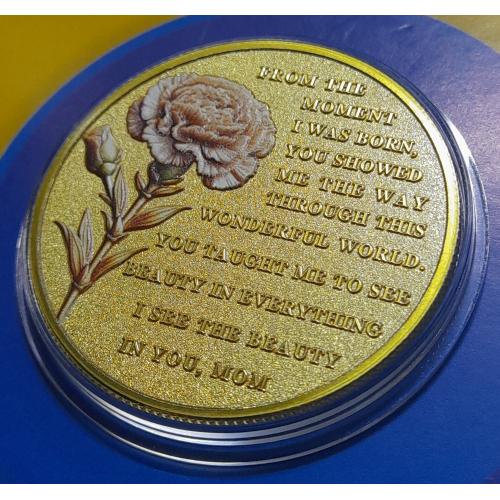 FROM THE
MOMENT
I WAS BORN,
YOU SHOWED
ME THE WAY
THROUGH THIS
WONDERFUL WORLD.
YOU TAUGHT ME TO SEE
BEAUTY IN EVERYTHING
I SEE THE BEAUTY
IN YOU, MOM